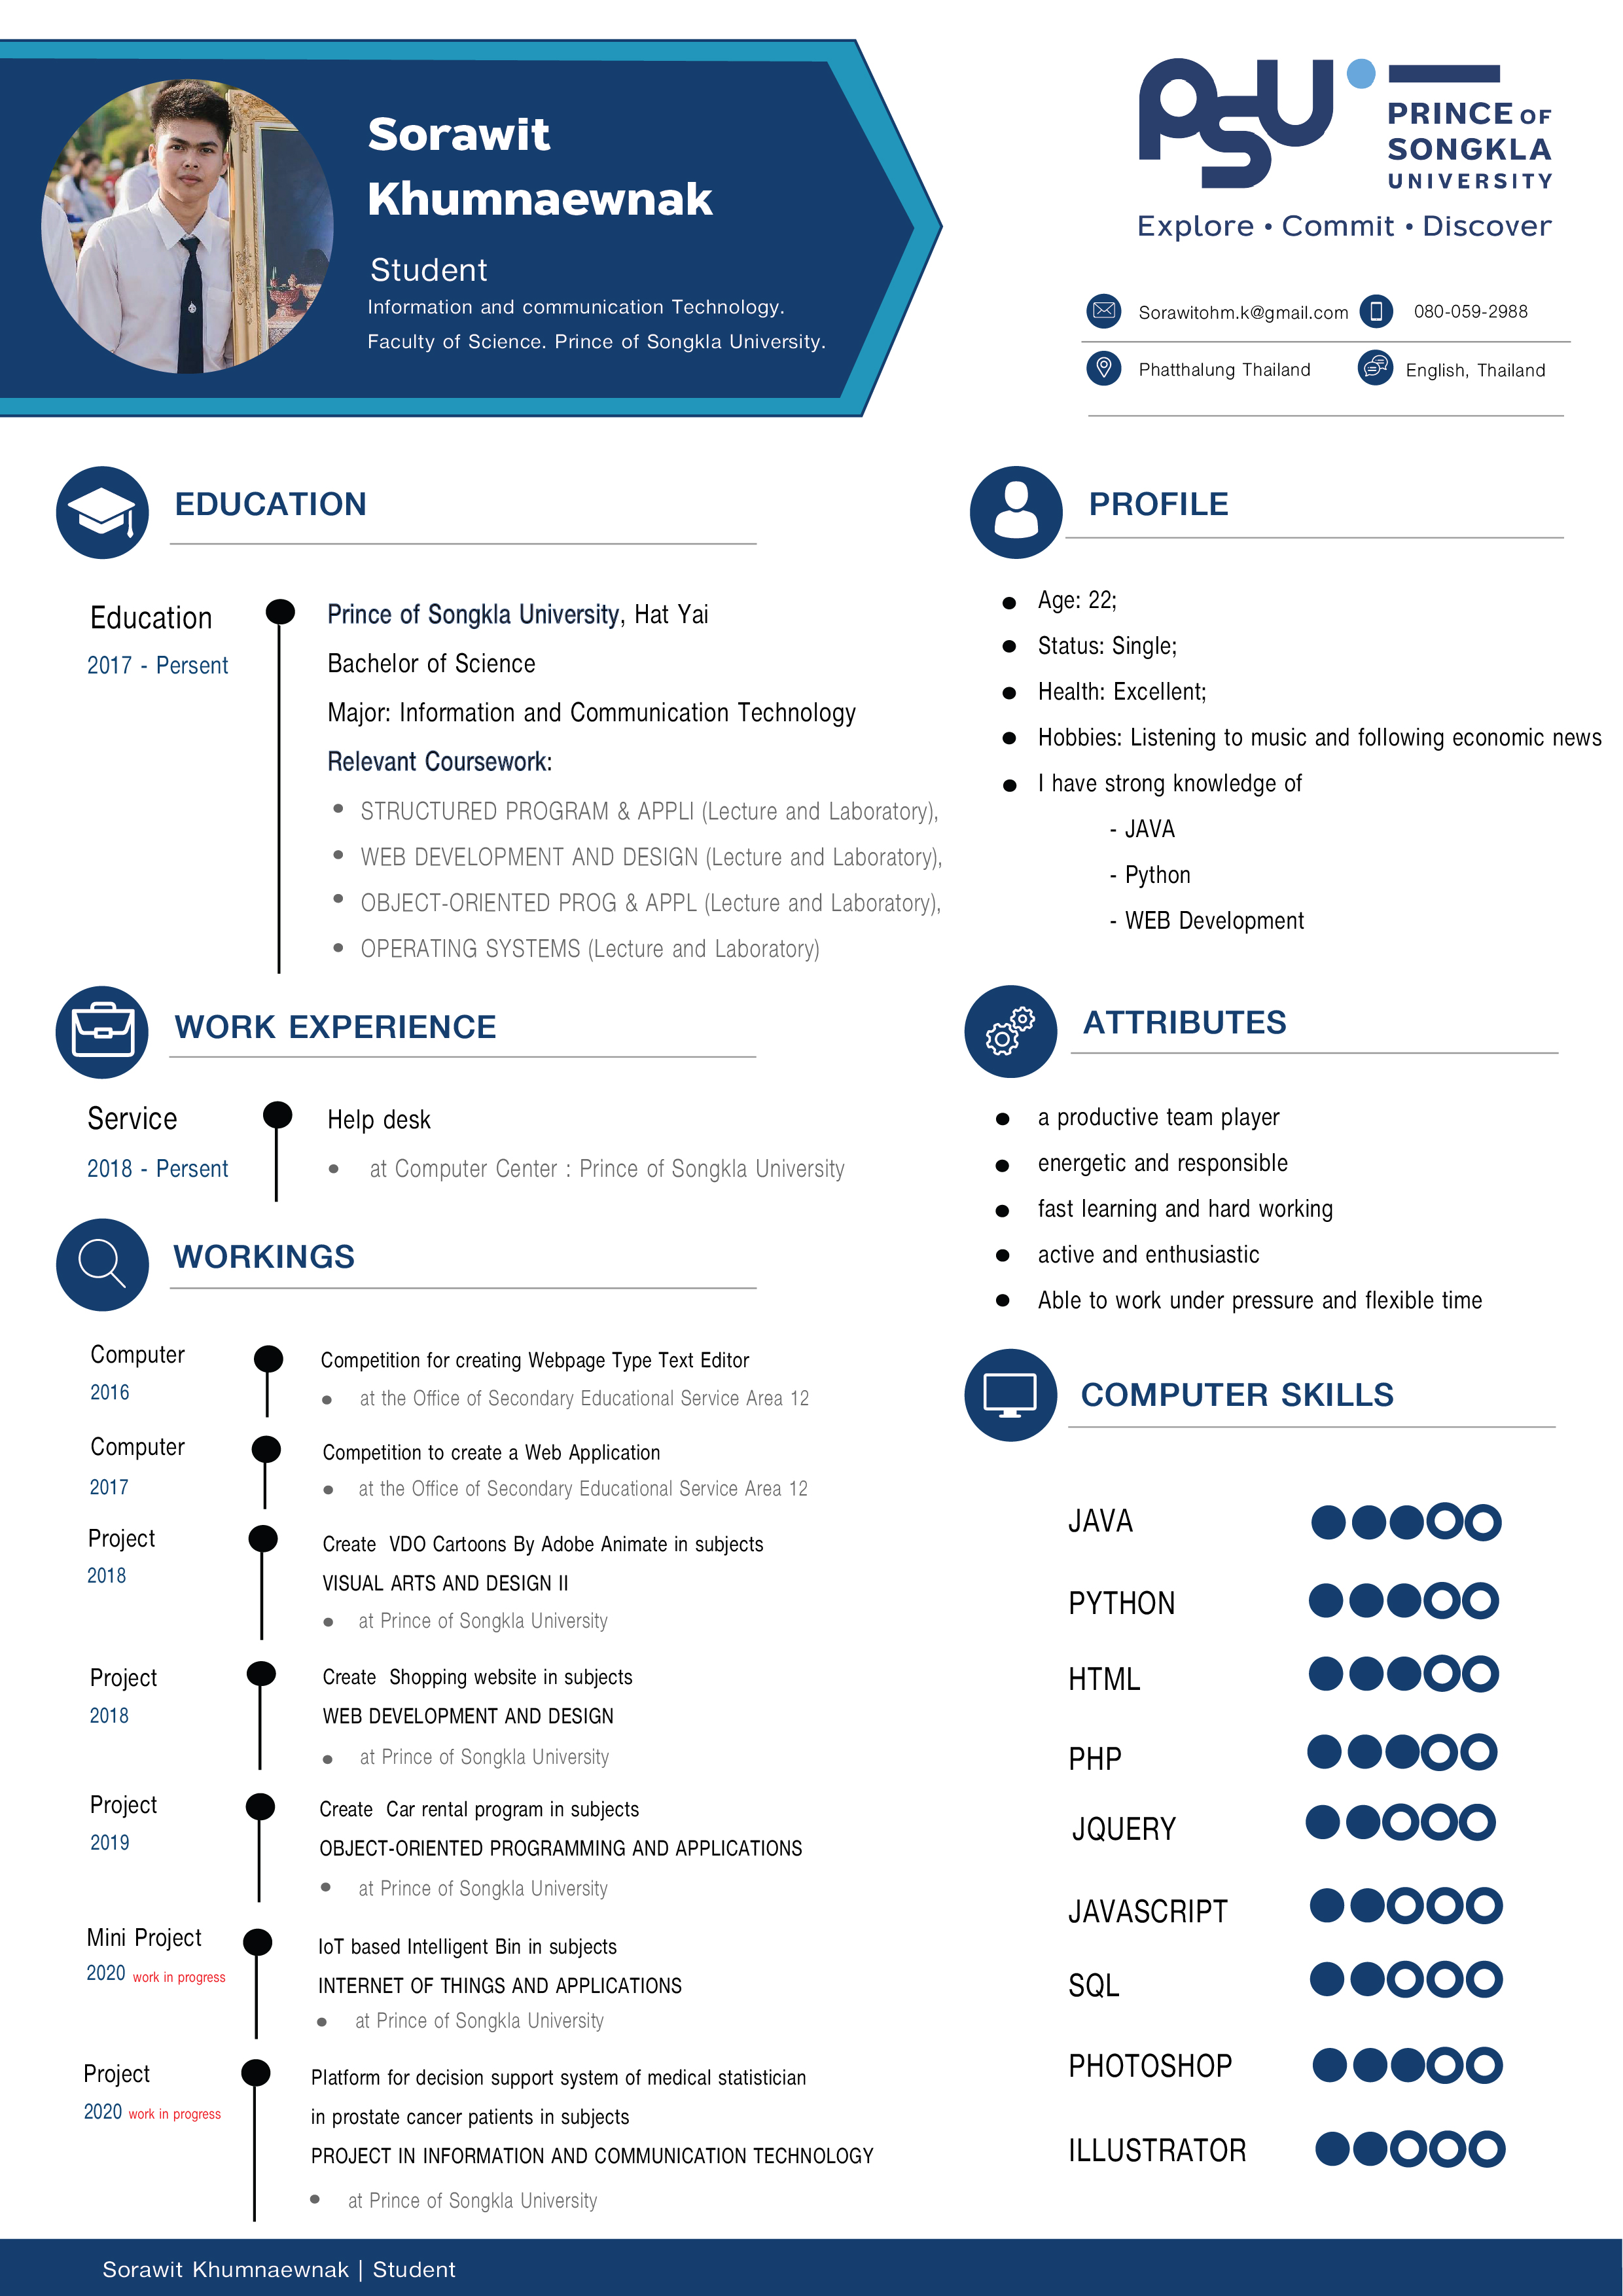 Sorawit
Khumnaewnak
Student
Information and communication Technology.
Faculty of Science. Prince of Songkla University.
PSU
PRINCE OF
SONGKLA
UNIVERSITY
Explore • Commit • Discover
Sorawitohm.k@gmail.com
080-059-2988
Phatthalung Thailand
English, Thailand
EDUCATION
Education
2017 - Persent
Prince of Songkla University, Hat Yai
Bachelor of Science
Major: Information and Communication Technology
Relevant Coursework:
• STRUCTURED PROGRAM & APPLI (Lecture and Laboratory),
• WEB DEVELOPMENT AND DESIGN (Lecture and Laboratory),
• OBJECT-ORIENTED PROG & APPL (Lecture and Laboratory),
• OPERATING SYSTEMS (Lecture and Laboratory)
WORK EXPERIENCE
Service
2018 - Persent
Help desk
• at Computer Center : Prince of Songkla University
WORKINGS
Computer
2016
Competition for creating Webpage Type Text Editor
• at the Office of Secondary Educational Service Area 12
Computer
2017
Competition to create a Web Application
• at the Office of Secondary Educational Service Area 12
Project
2018
Create VDO Cartoons By Adobe Animate in subjects
VISUAL ARTS AND DESIGN II
• at Prince of Songkla University
Project
2018
Create Shopping website in subjects
WEB DEVELOPMENT AND DESIGN
• at Prince of Songkla University
Project
2019
Create Car rental program in subjects
OBJECT-ORIENTED PROGRAMMING AND APPLICATIONS
• at Prince of Songkla University
Mini Project
2020 work in progress
IoT based Intelligent Bin in subjects
INTERNET OF THINGS AND APPLICATIONS
• at Prince of Songkla University
Project
2020 work in progress
Platform for decision support system of medical statistician
in prostate cancer patients in subjects
PROJECT IN INFORMATION AND COMMUNICATION TECHNOLOGY
• at Prince of Songkla University
PROFILE
• Age: 22;
• Status: Single;
• Health: Excellent;
• Hobbies: Listening to music and following economic news
• I have strong knowledge of
- JAVA
- Python
- WEB Development
ATTRIBUTES
• a productive team player
• energetic and responsible
• fast learning and hard working
• active and enthusiastic
• Able to work under pressure and flexible time
COMPUTER SKILLS
JAVA
PYTHON
HTML
PHP
JQUERY
JAVASCRIPT
SQL
PHOTOSHOP
ILLUSTRATOR
Sorawit Khumnaewnak | Student